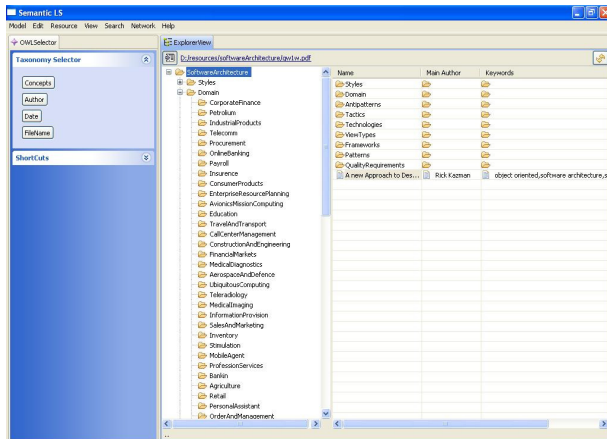 Semantic LS
Model Edit Resource View Search Network Help
OWLSelector
ExplorerView
Taxonomy Selector
D:/resources/softwareArchitecture/gw1w.pdf
Concepts
Author
Date
FileName
ShortCuts
SoftwareArchitecture
Styles
Domain
CorporateFinance
Petrolium
IndustrialProducts
Telecomm
Procurement
OnlineBanking
Payroll
Insurence
ConsumerProducts
EnterpriseResourcePlanning
AvionicsMissionComputing
Education
TravelAndTransport
CallCenterManagement
ConstructionAndEngineering
FinancialMarkets
MedicalDiagnostics
AerospaceAndDefence
UbiquitousComputing
Teleradiology
MedicalImaging
InformationProvision
SalesAndMarketing
Inventory
Stimulation
MobileAgent
ProfessionServices
Bankin
Agriculture
Retail
PersonalAssistant
OrderAndManagement
Name Main Author Keywords
Styles
Domain
Antipatterns
Tactics
Technologies
ViewTypes
Frameworks
Patterns
QualityRequirements
A new Approach to Des... Rick Kazman object oriented,software architecture,s
..